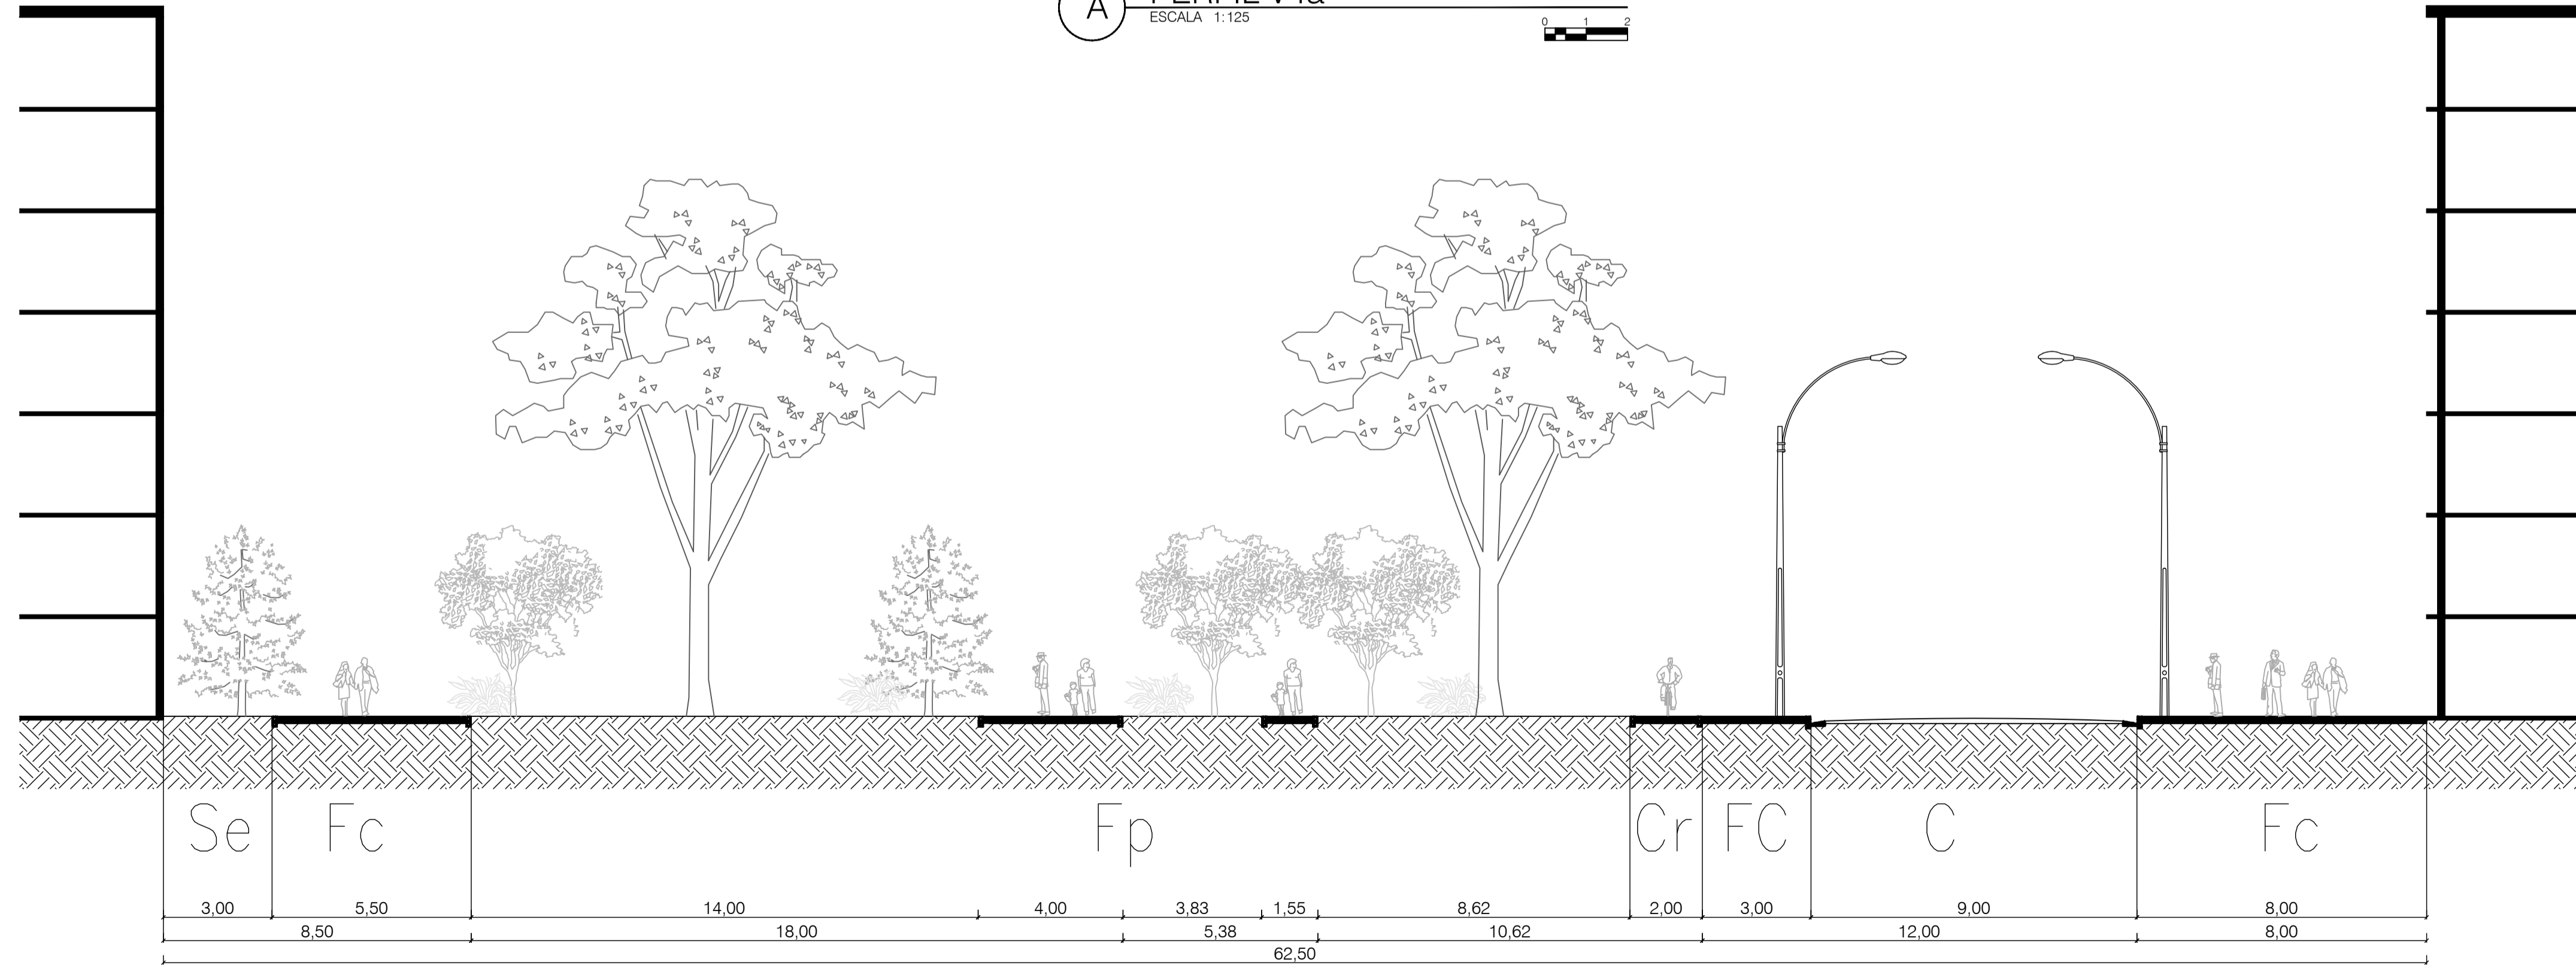 A
ESCALA 1:125
0 1 2
Se Fc Fp Cr FC C Fc
3,00 5,50 14,00 4,00 3,83 1,55 8,62 2,00 3,00 9,00 8,00
8,50 18,00 5,38 10,62 12,00 8,00
62,50